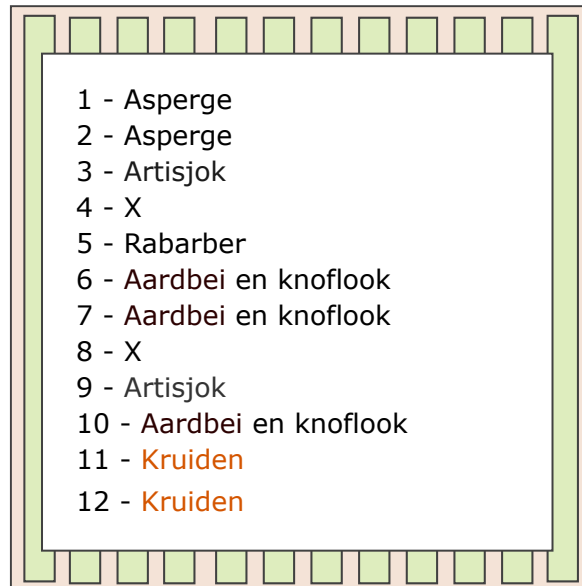 1 - Asperge
2 - Asperge
3 - Artisjok
4 - X
5 - Rabarber
6 - Aardbei en knoflook
7 - Aardbei en knoflook
8 - X
9 - Artisjok
10 - Aardbei en knoflook
11 - Kruiden
12 - Kruiden